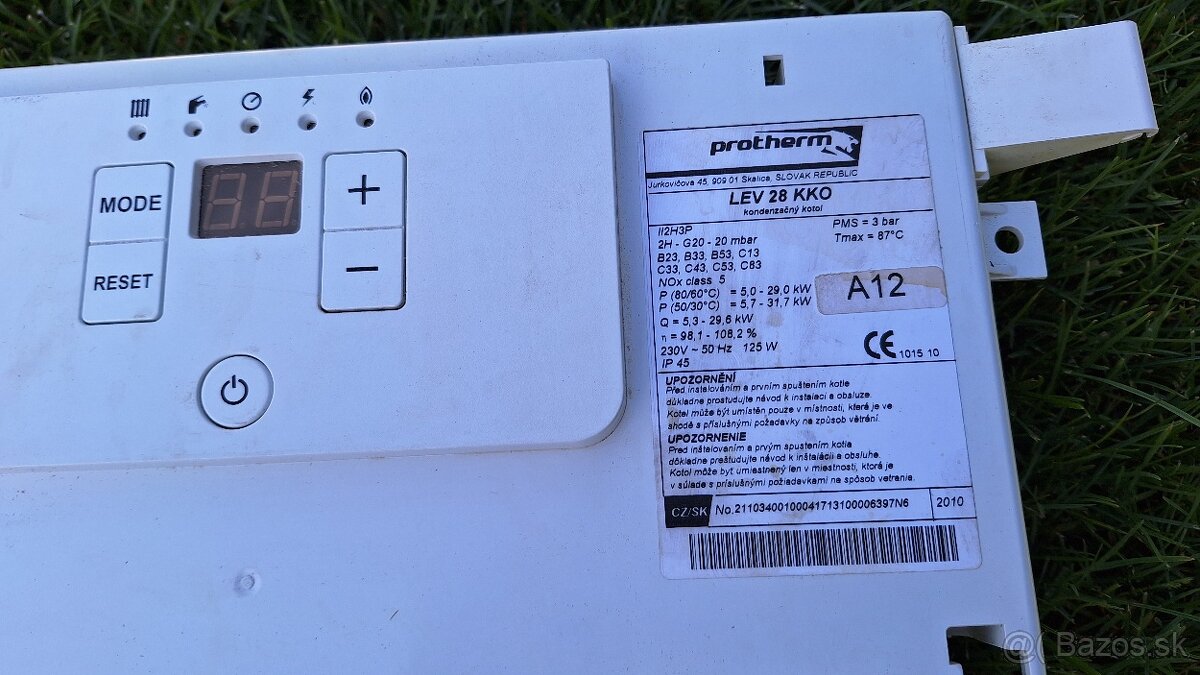 MODE
RESET
88
+
−
protherm
Jurkovičova 45, 909 01 Skalica, SLOVAK REPUBLIC
LEV 28 KKO
kondenzačný kotol
II2H3P
2H - G20 - 20 mbar
B23, B33, B53, C13
C33, C43, C53, C83
NOx class 5
P (80/60°C) = 5,0 - 29,0 kW
P (50/30°C) = 5,7 - 31,7 kW
Q = 5,3 - 29,6 kW
η = 98,1 - 108,2 %
230V ~ 50 Hz 125 W
IP 45
PMS = 3 bar
Tmax = 87°C
A12
CE 1015 10
UPOZORNĚNÍ
Před instalováním a prvním spuštením kotle
důkladne prostudujte návod k instalaci a obsluze.
Kotel může být umístěn pouze v místnosti, která je ve
shodě s příslušnými požadavky na způsob větrání.
UPOZORNENIE
Pred inštalovaním a prvým spustením kotla
dôkladne preštudujte návod k inštalácii a obsluhe.
Kotol môže byť umiestnený len v miestnosti, ktorá je
v súlade s príslušnými požiadavkami na spôsob vetrania.
CZ/SK No.21103400100041713100006397N6 2010
@( Bazos.sk